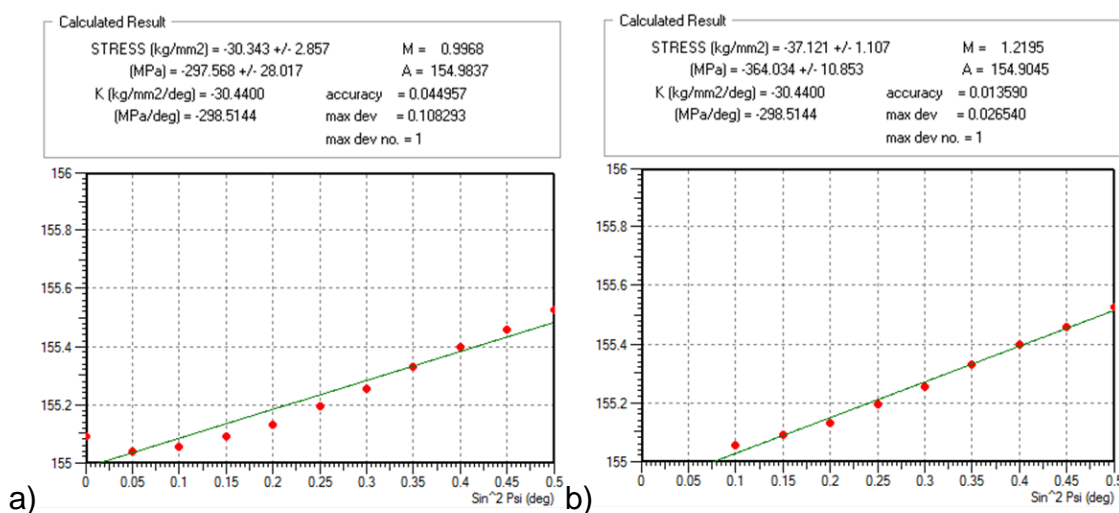 Calculated Result
STRESS (kg/mm2) = -30.343 +/- 2.857 M = 0.9968
(MPa) = -297.568 +/- 28.017 A = 154.9837
K (kg/mm2/deg) = -30.4400 accuracy = 0.044957
(MPa/deg) = -298.5144 max dev = 0.108293
max dev no. = 1
156
155.8
155.6
155.4
155.2
155
0 0.05 0.1 0.15 0.2 0.25 0.3 0.35 0.4 0.45 0.5
Sin^2 Psi (deg)
a)
Calculated Result
STRESS (kg/mm2) = -37.121 +/- 1.107 M = 1.2195
(MPa) = -364.034 +/- 10.853 A = 154.9045
K (kg/mm2/deg) = -30.4400 accuracy = 0.013590
(MPa/deg) = -298.5144 max dev = 0.026540
max dev no. = 1
156
155.8
155.6
155.4
155.2
155
0 0.05 0.1 0.15 0.2 0.25 0.3 0.35 0.4 0.45 0.5
Sin^2 Psi (deg)
b)